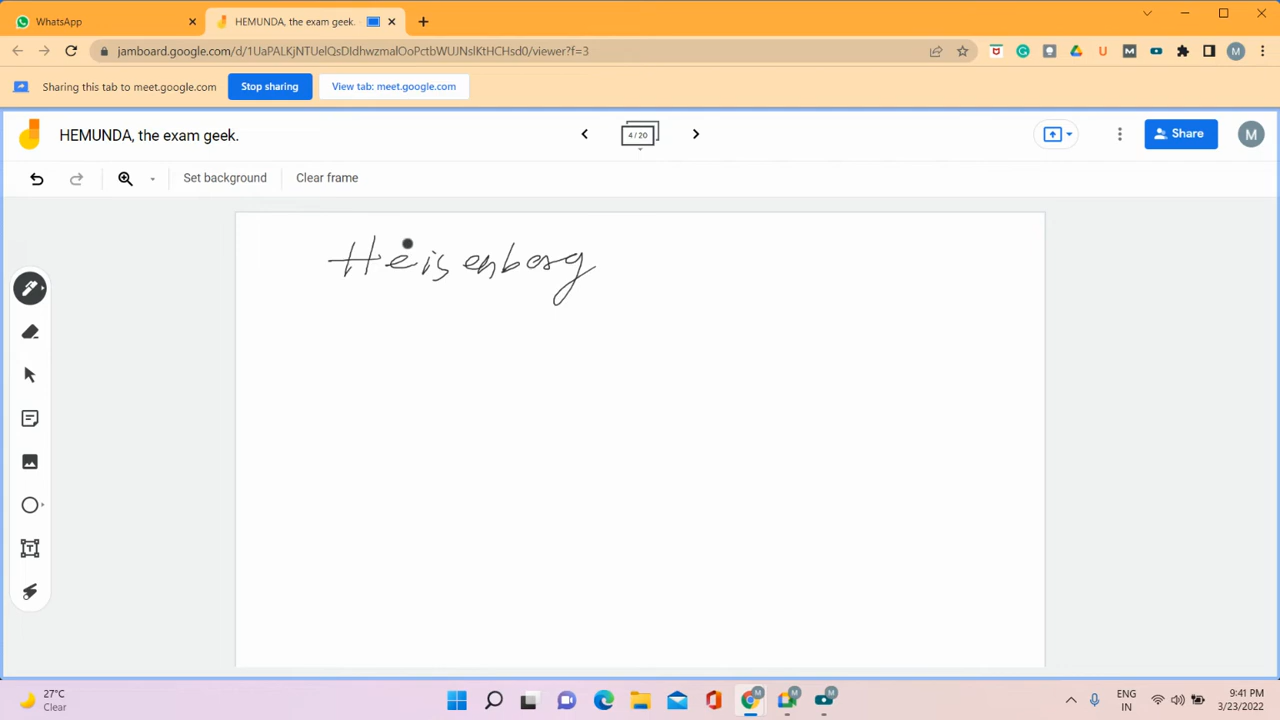 WhatsApp
HEMUNDA, the exam geek.
jamboard.google.com/d/1UaPALKjNTUelQsDIdhwzmalOoPctbWUJNslKtHCHsd0/viewer?f=3
Sharing this tab to meet.google.com
Stop sharing
View tab: meet.google.com
HEMUNDA, the exam geek.
4 / 20
Share
M
Set background
Clear frame
Heisenberg
27°C
Clear
ENG
IN
9:41 PM
3/23/2022